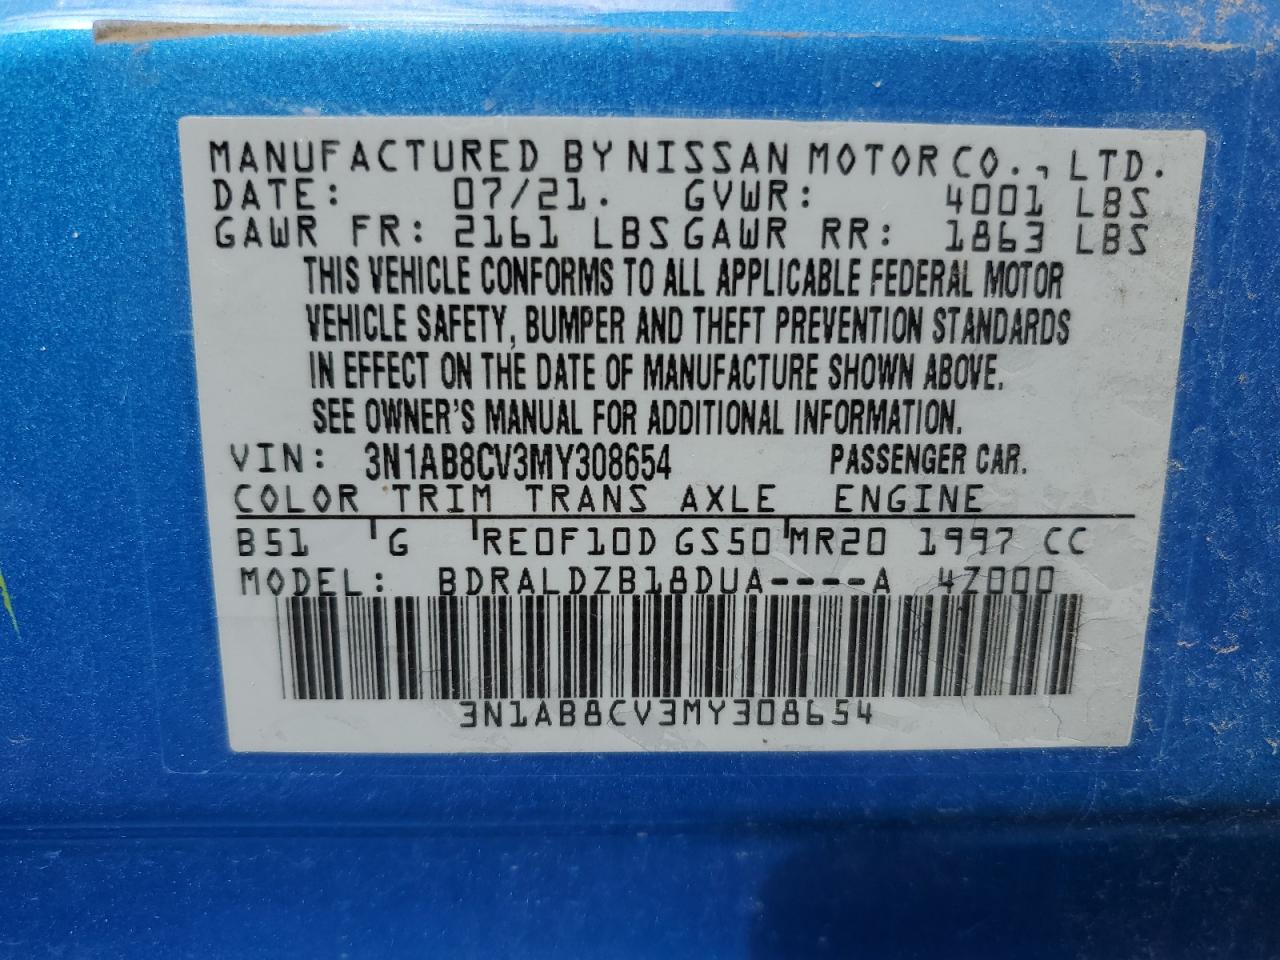 MANUFACTURED BY NISSAN MOTOR CO., LTD.
DATE: 07/21. GVWR: 4001 LBS
GAWR FR: 2161 LBS GAWR RR: 1863 LBS
THIS VEHICLE CONFORMS TO ALL APPLICABLE FEDERAL MOTOR
VEHICLE SAFETY, BUMPER AND THEFT PREVENTION STANDARDS
IN EFFECT ON THE DATE OF MANUFACTURE SHOWN ABOVE.
SEE OWNER'S MANUAL FOR ADDITIONAL INFORMATION.
VIN: 3N1AB8CV3MY308654 PASSENGER CAR.
COLOR TRIM TRANS AXLE ENGINE
B51 G RE0F10D GS50 MR20 1997 CC
MODEL: BDRALDZB18DUA----A 4Z000
3N1AB8CV3MY308654